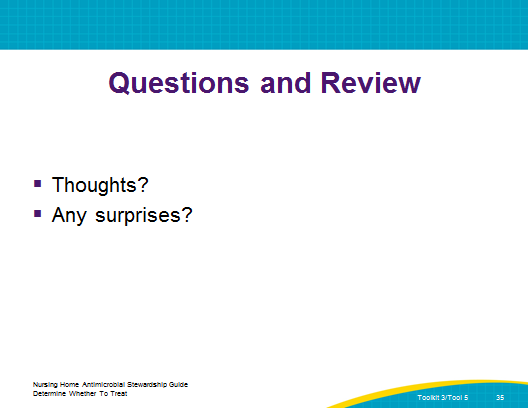 Questions and Review
Thoughts?
Any surprises?
Nursing Home Antimicrobial Stewardship Guide
Determine Whether To Treat
Toolkit 3/Tool 5 35